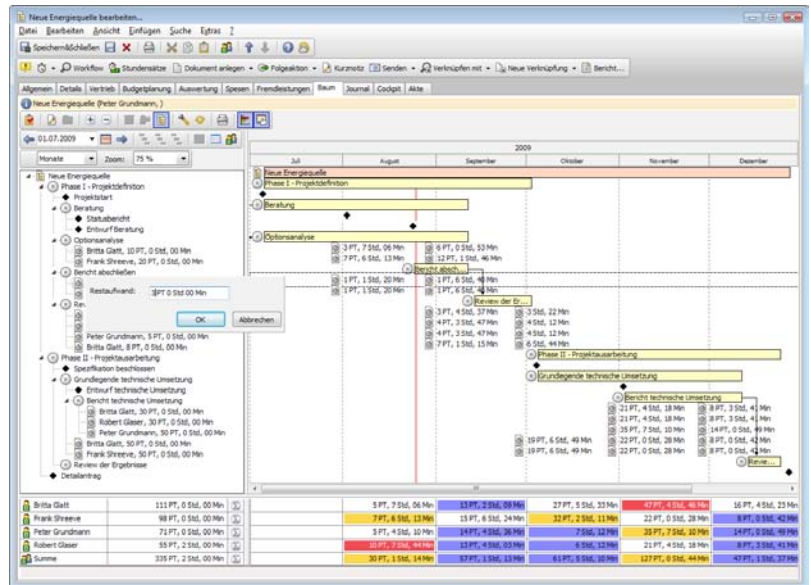 Neue Energiequelle bearbeiten...
Datei Bearbeiten Ansicht Einfügen Suche Extras ?
Speichern&Schließen
Workflow Stundensätze Dokument anlegen Folgeaktion Kurznotiz Senden Verknüpfen mit Neue Verknüpfung Bericht...
Allgemein Details Vertrieb Budgetplanung Auswertung Spesen Fremdleistungen Baum Journal Cockpit Akte
Neue Energiequelle (Peter Grundmann, )
01.07.2009
Monate Zoom: 75 %
2009
Juli August September Oktober November Dezember
Neue Energiequelle Neue Energiequelle
Phase I - Projektdefinition Phase I - Projektdefinition
Projektstart
Beratung Beratung
Statusbericht
Entwurf Beratung
Optionsanalyse Optionsanalyse
Britta Glatt, 10 PT, 0 Std, 00 Min 3 PT, 7 Std, 06 Min 6 PT, 0 Std, 53 Min
Frank Shreeve, 20 PT, 0 Std, 00 Min 7 PT, 6 Std, 13 Min 12 PT, 1 Std, 46 Min
Bericht abschließen Bericht absch...
1 PT, 1 Std, 20 Min
Restaufwand: 3PT 0 Std 00 Min 1 PT, 1 Std, 20 Min
Review der Er...
3 PT, 4 Std, 37 Min 3 Std, 22 Min
OK Abbrechen 4 PT, 3 Std, 47 Min 4 Std, 12 Min
Peter Grundmann, 5 PT, 0 Std, 00 Min 4 PT, 3 Std, 47 Min 4 Std, 12 Min
Britta Glatt, 8 PT, 0 Std, 00 Min 7 PT, 1 Std, 15 Min 6 Std, 44 Min
Phase II - Projektausarbeitung Phase II - Projektausarbeitung
Spezifikation beschlossen
Grundlegende technische Umsetzung Grundlegende technische Umsetzung
Entwurf technische Umsetzung
Bericht technische Umsetzung Bericht technische Umsetzung
Britta Glatt, 30 PT, 0 Std, 00 Min 21 PT, 4 Std, 18 Min 8 PT, 3 Std, 41 Min
Robert Glaser, 30 PT, 0 Std, 00 Min 21 PT, 4 Std, 18 Min 8 PT, 3 Std, 41 Min
Peter Grundmann, 50 PT, 0 Std, 00 Min 35 PT, 7 Std, 10 Min 14 PT, 0 Std, 49 Min
Britta Glatt, 50 PT, 0 Std, 00 Min 19 PT, 6 Std, 49 Min 22 PT, 0 Std, 28 Min 8 PT, 0 Std, 42 Min
Frank Shreeve, 50 PT, 0 Std, 00 Min 19 PT, 6 Std, 49 Min 22 PT, 0 Std, 28 Min 8 PT, 0 Std, 42 Min
Review der Ergebnisse Revie...
Detailantrag
Britta Glatt 111 PT, 0 Std, 00 Min 5 PT, 7 Std, 06 Min 13 PT, 2 Std, 09 Min 27 PT, 5 Std, 33 Min 47 PT, 4 Std, 46 Min 16 PT, 4 Std, 23 Min
Frank Shreeve 98 PT, 0 Std, 00 Min 7 PT, 6 Std, 13 Min 15 PT, 6 Std, 24 Min 32 PT, 2 Std, 11 Min 22 PT, 0 Std, 28 Min 8 PT, 0 Std, 42 Min
Peter Grundmann 71 PT, 0 Std, 00 Min 5 PT, 4 Std, 10 Min 14 PT, 4 Std, 36 Min 7 Std, 12 Min 35 PT, 7 Std, 10 Min 14 PT, 0 Std, 49 Min
Robert Glaser 55 PT, 2 Std, 00 Min 10 PT, 7 Std, 44 Min 13 PT, 4 Std, 03 Min 6 Std, 12 Min 21 PT, 4 Std, 18 Min 8 PT, 3 Std, 41 Min
Summe 335 PT, 2 Std, 00 Min 30 PT, 1 Std, 14 Min 57 PT, 1 Std, 13 Min 61 PT, 5 Std, 10 Min 127 PT, 0 Std, 44 Min 47 PT, 1 Std, 37 Min